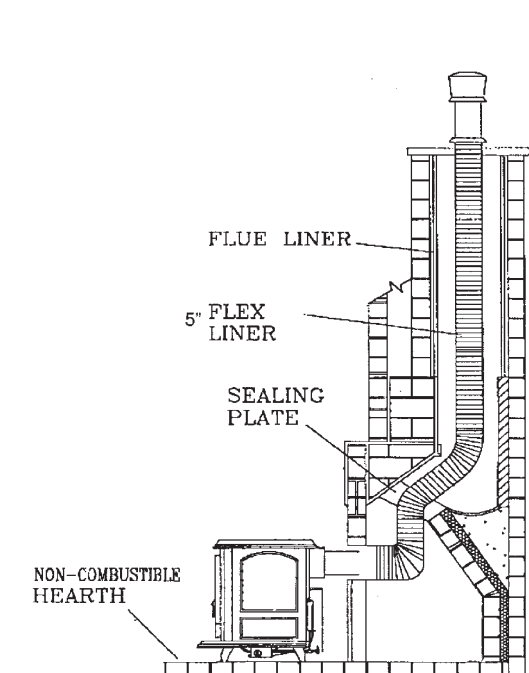 FLUE LINER
5" FLEX
LINER
SEALING
PLATE
NON-COMBUSTIBLE
HEARTH